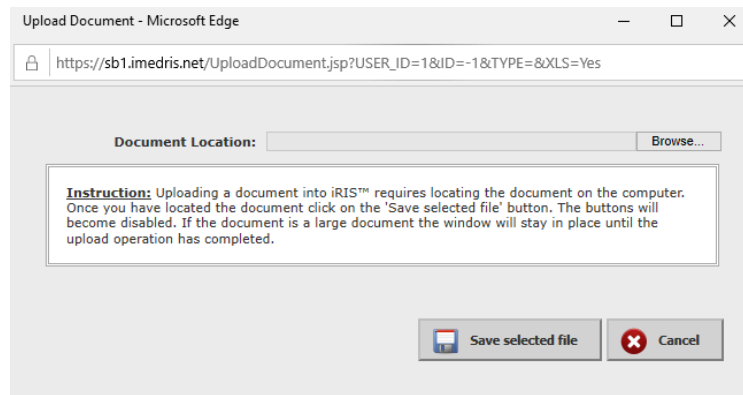 Upload Document - Microsoft Edge
https://sb1.imedris.net/UploadDocument.jsp?USER_ID=1&ID=-1&TYPE=&XLS=Yes
Document Location: Browse...
Instruction: Uploading a document into iRIS™ requires locating the document on the computer.
Once you have located the document click on the 'Save selected file' button. The buttons will
become disabled. If the document is a large document the window will stay in place until the
upload operation has completed.
Save selected file Cancel